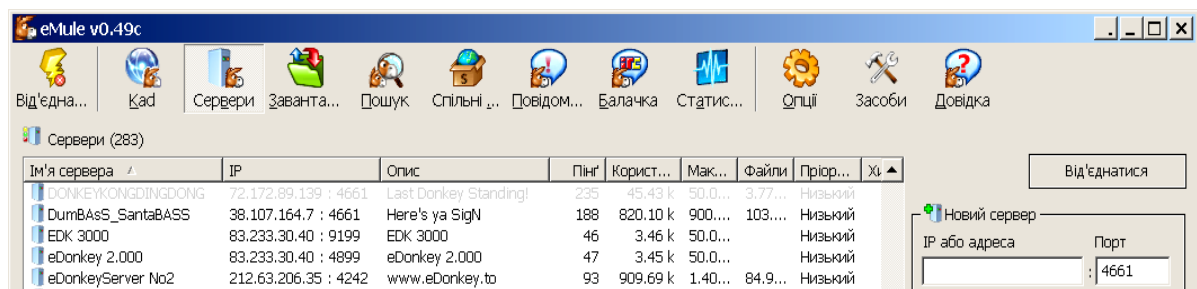 eMule v0.49c
Від'єдна... Kad Сервери Заванта... Пошук Спільні ... Повідом... Балачка Статис... Опції Засоби Довідка
Сервери (283)
Ім'я сервера IP Опис Пінґ Корист... Мак... Файли Пріор... Від'єднатися
DONKEYKONGDINGDONG 72.172.89.139 : 4661 Last Donkey Standing! 235 45.43 k 50.0... 3.77... Низький
DumBAsS_SantaBASS 38.107.164.7 : 4661 Here's ya SigN 188 820.10 k 900.... 103.... Низький Новий сервер
EDK 3000 83.233.30.40 : 9199 EDK 3000 46 3.46 k 50.0... Низький IP або адреса Порт
eDonkey 2.000 83.233.30.40 : 4899 eDonkey 2.000 47 3.45 k 50.0... Низький : 4661
eDonkeyServer No2 212.63.206.35 : 4242 www.eDonkey.to 93 909.69 k 1.40... 84.9... Низький